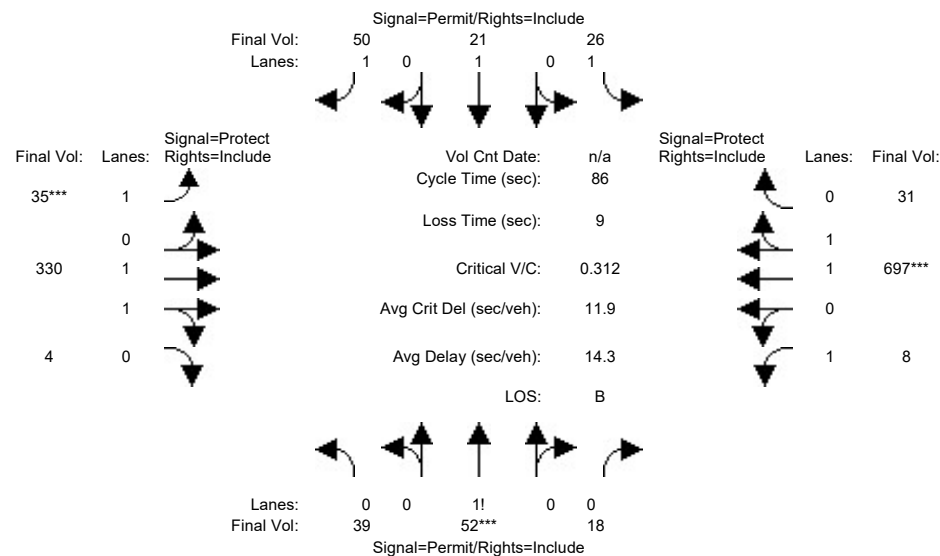 Signal=Permit/Rights=Include
Final Vol: 50 21 26
Lanes: 1 0 1 0 1
Signal=Protect Signal=Protect
Final Vol: Lanes: Rights=Include Vol Cnt Date: n/a Rights=Include Lanes: Final Vol:
Cycle Time (sec): 86
35*** 1 0 31
Loss Time (sec): 9
0 1
330 1 Critical V/C: 0.312 1 697***
1 Avg Crit Del (sec/veh): 11.9 0
4 0 Avg Delay (sec/veh): 14.3 1 8
LOS: B
Lanes: 0 0 1! 0 0
Final Vol: 39 52*** 18
Signal=Permit/Rights=Include